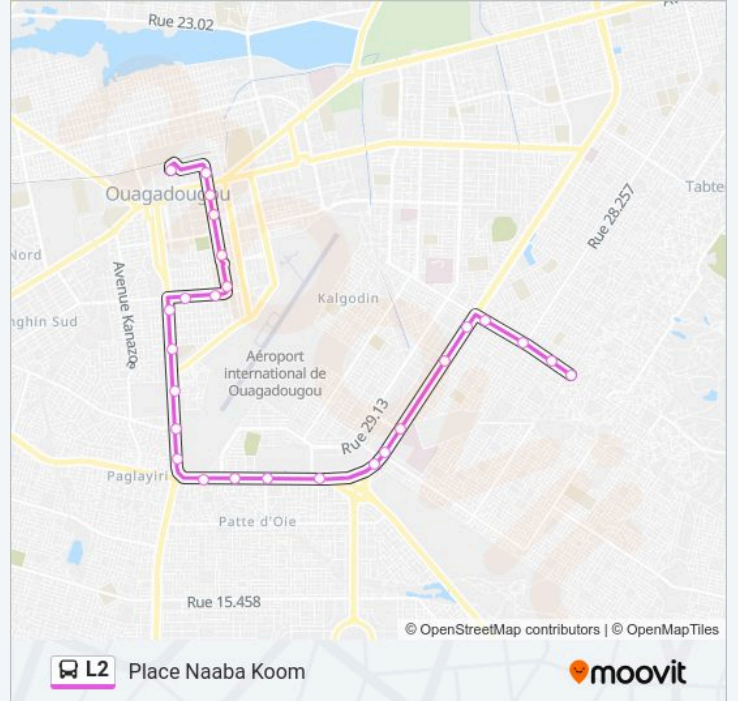 Rue 23.02
Ouagadougou
Tabte
Rue 28.257
Nord
Avenue Kanazoe
Kalgodin
nghin Sud
Aéroport
international de
Ouagadougou
Rue 29.13
Paglayiri
Patte d'Oie
Rue 15.458
© OpenStreetMap contributors | © OpenMapTiles
L2 Place Naaba Koom
moovit